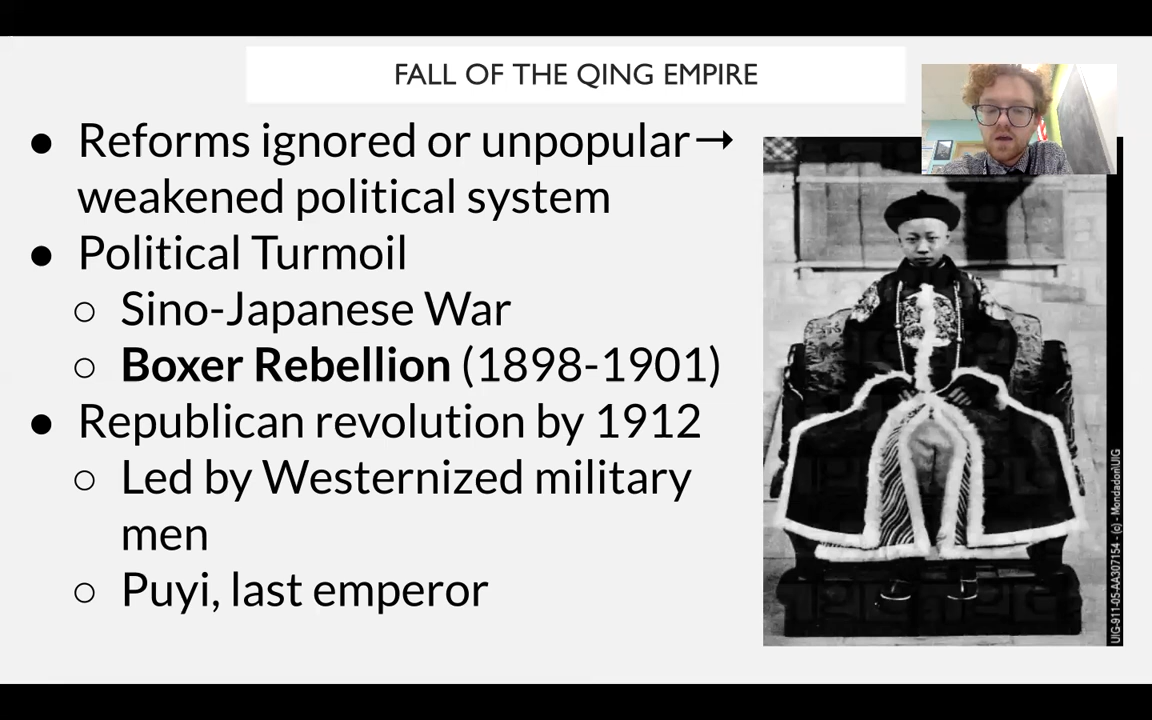 FALL OF THE QING EMPIRE
● Reforms ignored or unpopular→
weakened political system
● Political Turmoil
○ Sino-Japanese War
○ Boxer Rebellion (1898-1901)
● Republican revolution by 1912
○ Led by Westernized military
men
○ Puyi, last emperor
UIG-911-05-AA307154 - (c) - Mondadori\UIG